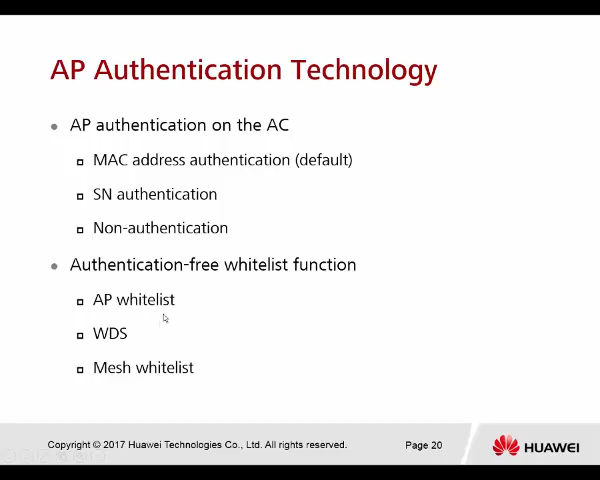 AP Authentication Technology
AP authentication on the AC
MAC address authentication (default)
SN authentication
Non-authentication
Authentication-free whitelist function
AP whitelist
WDS
Mesh whitelist
Copyright © 2017 Huawei Technologies Co., Ltd. All rights reserved.
Page 20
HUAWEI